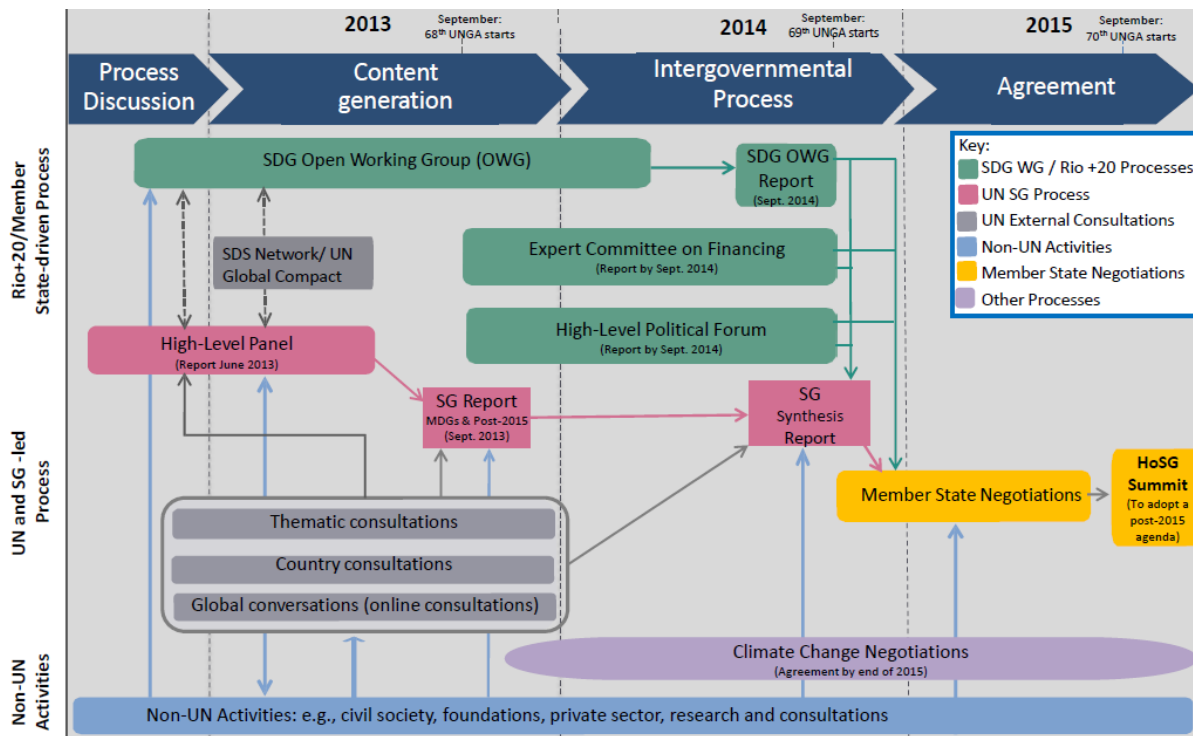 2013
September:
68th UNGA starts
2014
September:
69th UNGA starts
2015
September:
70th UNGA starts
Process
Discussion
Content
generation
Intergovernmental
Process
Agreement
Rio+20/Member
State-driven Process
UN and SG -led
Process
Non-UN
Activities
SDG Open Working Group (OWG)
SDG OWG
Report
(Sept. 2014)
Key:
SDG WG / Rio +20 Processes
UN SG Process
UN External Consultations
Non-UN Activities
Member State Negotiations
Other Processes
SDS Network/ UN
Global Compact
Expert Committee on Financing
(Report by Sept. 2014)
High-Level Panel
(Report June 2013)
High-Level Political Forum
(Report by Sept. 2014)
SG Report
MDGs & Post-2015
(Sept. 2013)
SG
Synthesis
Report
Member State Negotiations
HoSG
Summit
(To adopt a
post-2015
agenda)
Thematic consultations
Country consultations
Global conversations (online consultations)
Climate Change Negotiations
(Agreement by end of 2015)
Non-UN Activities: e.g., civil society, foundations, private sector, research and consultations